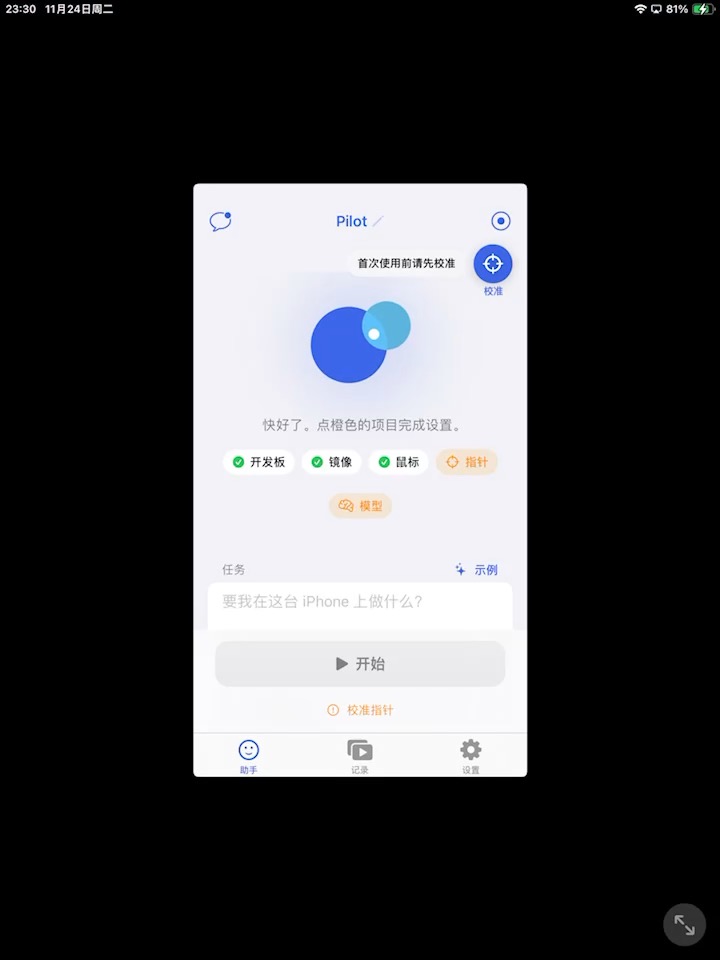 23:30 11月24日周二 81%
Pilot
首次使用前请先校准
校准
快好了。点橙色的项目完成设置。
开发板 镜像 鼠标 指针
模型
任务 示例
要我在这台 iPhone 上做什么?
开始
校准指针
助手 记录 设置